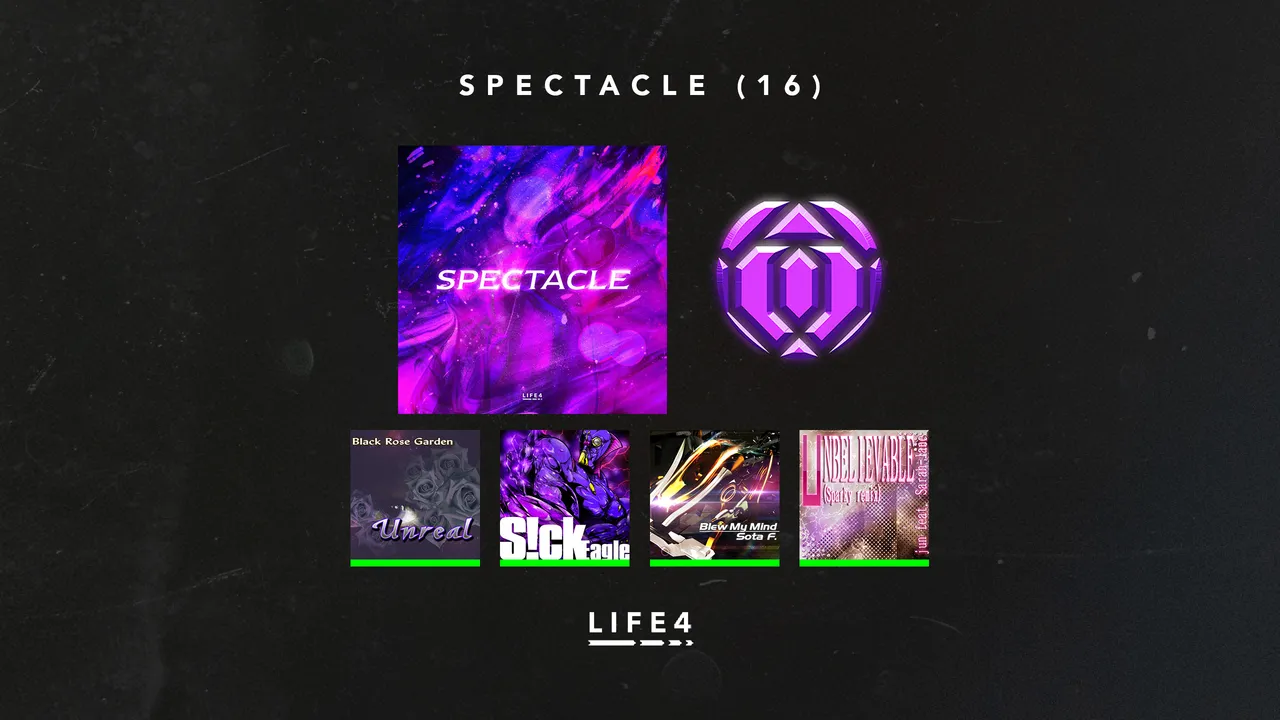 SPECTACLE (16)
SPECTACLE
LIFE4
Black Rose Garden
Unreal
S!ck
Eagle
Blew My Mind
Sota F.
UNBELIEVABLE
(Sparky remix)
jun feat. Sarah-Jane
LIFE4